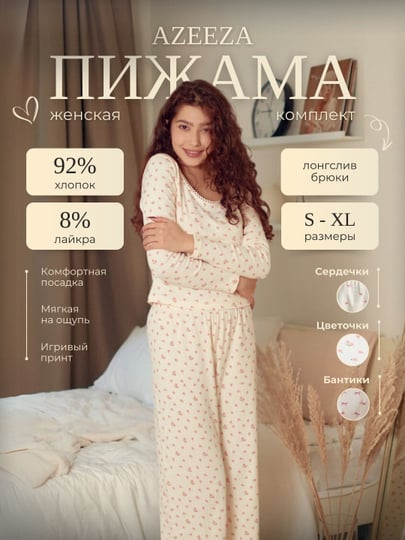 AZEEZA
ПИЖАМА
женская
комплект
92%
хлопок
лонгслив
брюки
8%
лайкра
S - XL
размеры
Комфортная
посадка
Мягкая
на ощупь
Игривый
принт
Сердечки
Цветочки
Бантики